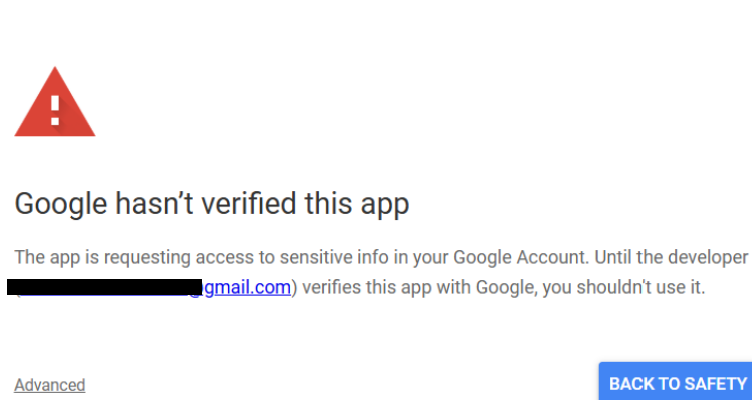 Google hasn't verified this app
The app is requesting access to sensitive info in your Google Account. Until the developer
@gmail.com) verifies this app with Google, you shouldn't use it.
Advanced
BACK TO SAFETY